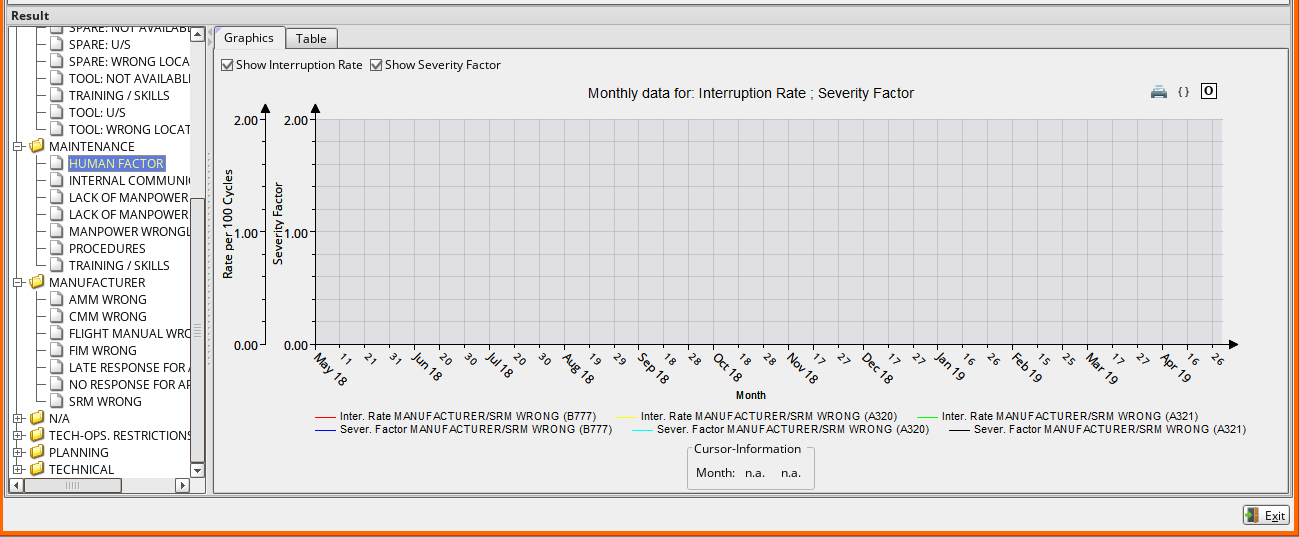 Result
SPARE: NOT AVAILABL
SPARE: U/S
SPARE: WRONG LOCA
TOOL: NOT AVAILABL
TRAINING / SKILLS
TOOL: U/S
TOOL: WRONG LOCAT
MAINTENANCE
HUMAN FACTOR
INTERNAL COMMUNI
LACK OF MANPOWER
LACK OF MANPOWER
MANPOWER WRONGL
PROCEDURES
TRAINING / SKILLS
MANUFACTURER
AMM WRONG
CMM WRONG
FLIGHT MANUAL WRO
FIM WRONG
LATE RESPONSE FOR A
NO RESPONSE FOR AF
SRM WRONG
N/A
TECH-OPS. RESTRICTIONS
PLANNING
TECHNICAL
Graphics Table
Show Interruption Rate Show Severity Factor
Monthly data for: Interruption Rate ; Severity Factor
{} O
2.00 2.00
1.00 1.00
0.00 0.00
Rate per 100 Cycles
Severity Factor
May 18 11 21 31 Jun 18 20 30 Jul 18 20 30 Aug 18 19 29 Sep 18 18 28 Oct 18 18 28 Nov 18 17 27 Dec 18 17 27 Jan 19 16 26 Feb 19 15 25 Mar 19 17 27 Apr 19 16 26
Month
Inter. Rate MANUFACTURER/SRM WRONG (B777) Inter. Rate MANUFACTURER/SRM WRONG (A320) Inter. Rate MANUFACTURER/SRM WRONG (A321)
Sever. Factor MANUFACTURER/SRM WRONG (B777) Sever. Factor MANUFACTURER/SRM WRONG (A320) Sever. Factor MANUFACTURER/SRM WRONG (A321)
Cursor-Information
Month: n.a. n.a.
Exit